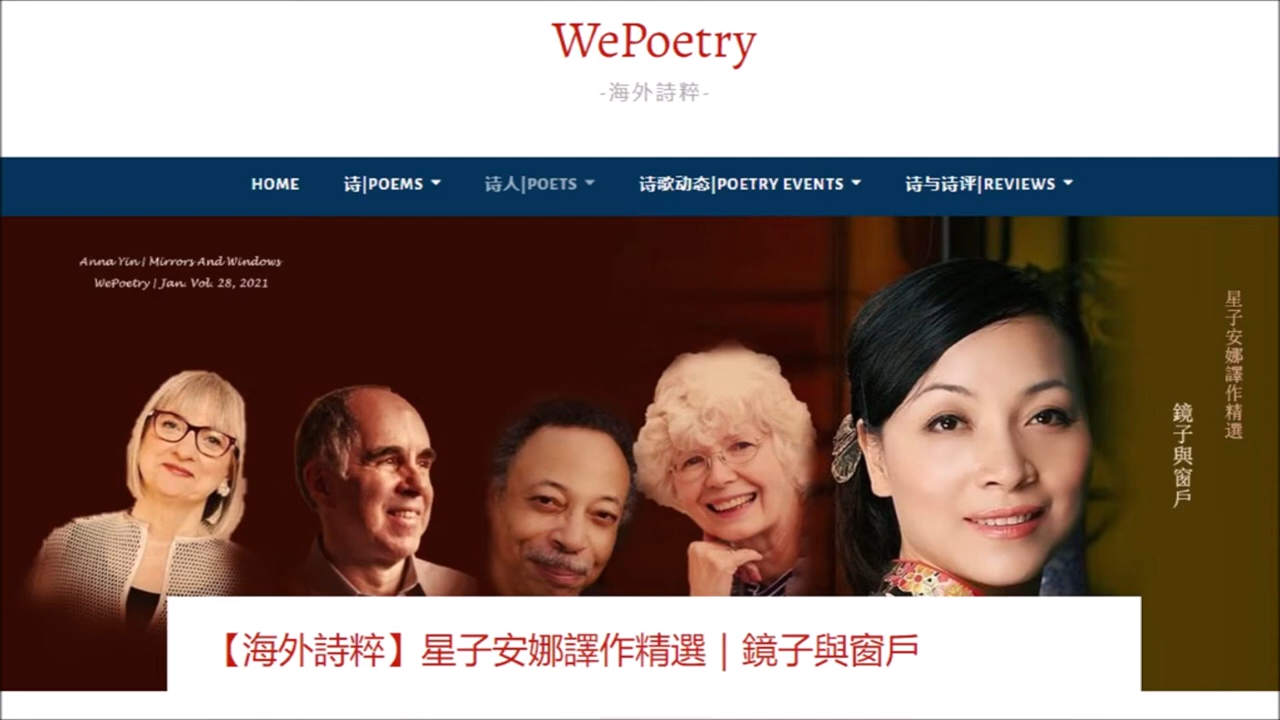 WePoetry
-海外詩粹-
HOME
诗|POEMS
诗人|POETS
诗歌动态|POETRY EVENTS
诗与诗评|REVIEWS
Anna Yin | Mirrors And Windows
WePoetry | Jan. Vol. 28, 2021
星子安娜譯作精選
鏡子與窗戶
【海外詩粹】星子安娜譯作精選｜鏡子與窗戶